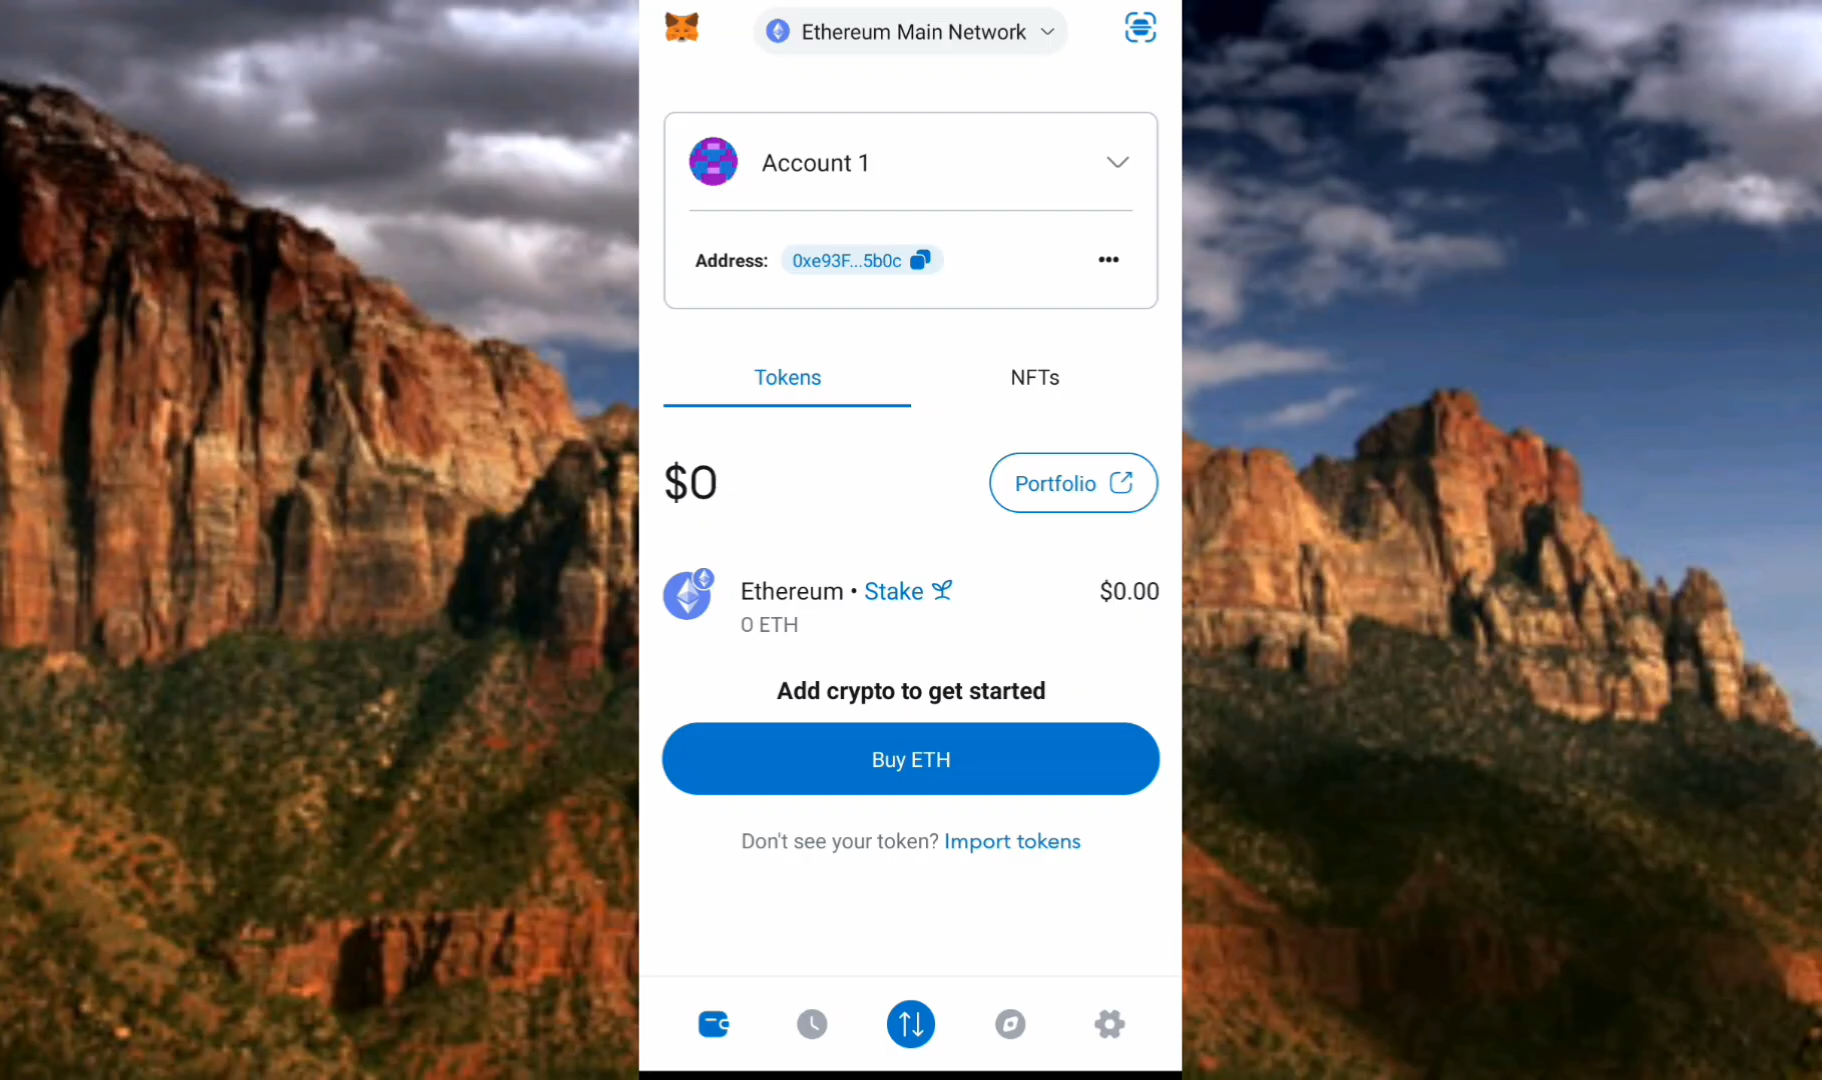 Ethereum Main Network
Account 1
Address: 0xe93F...5b0c
Tokens NFTs
$0 Portfolio
Ethereum • Stake $0.00
0 ETH
Add crypto to get started
Buy ETH
Don't see your token? Import tokens